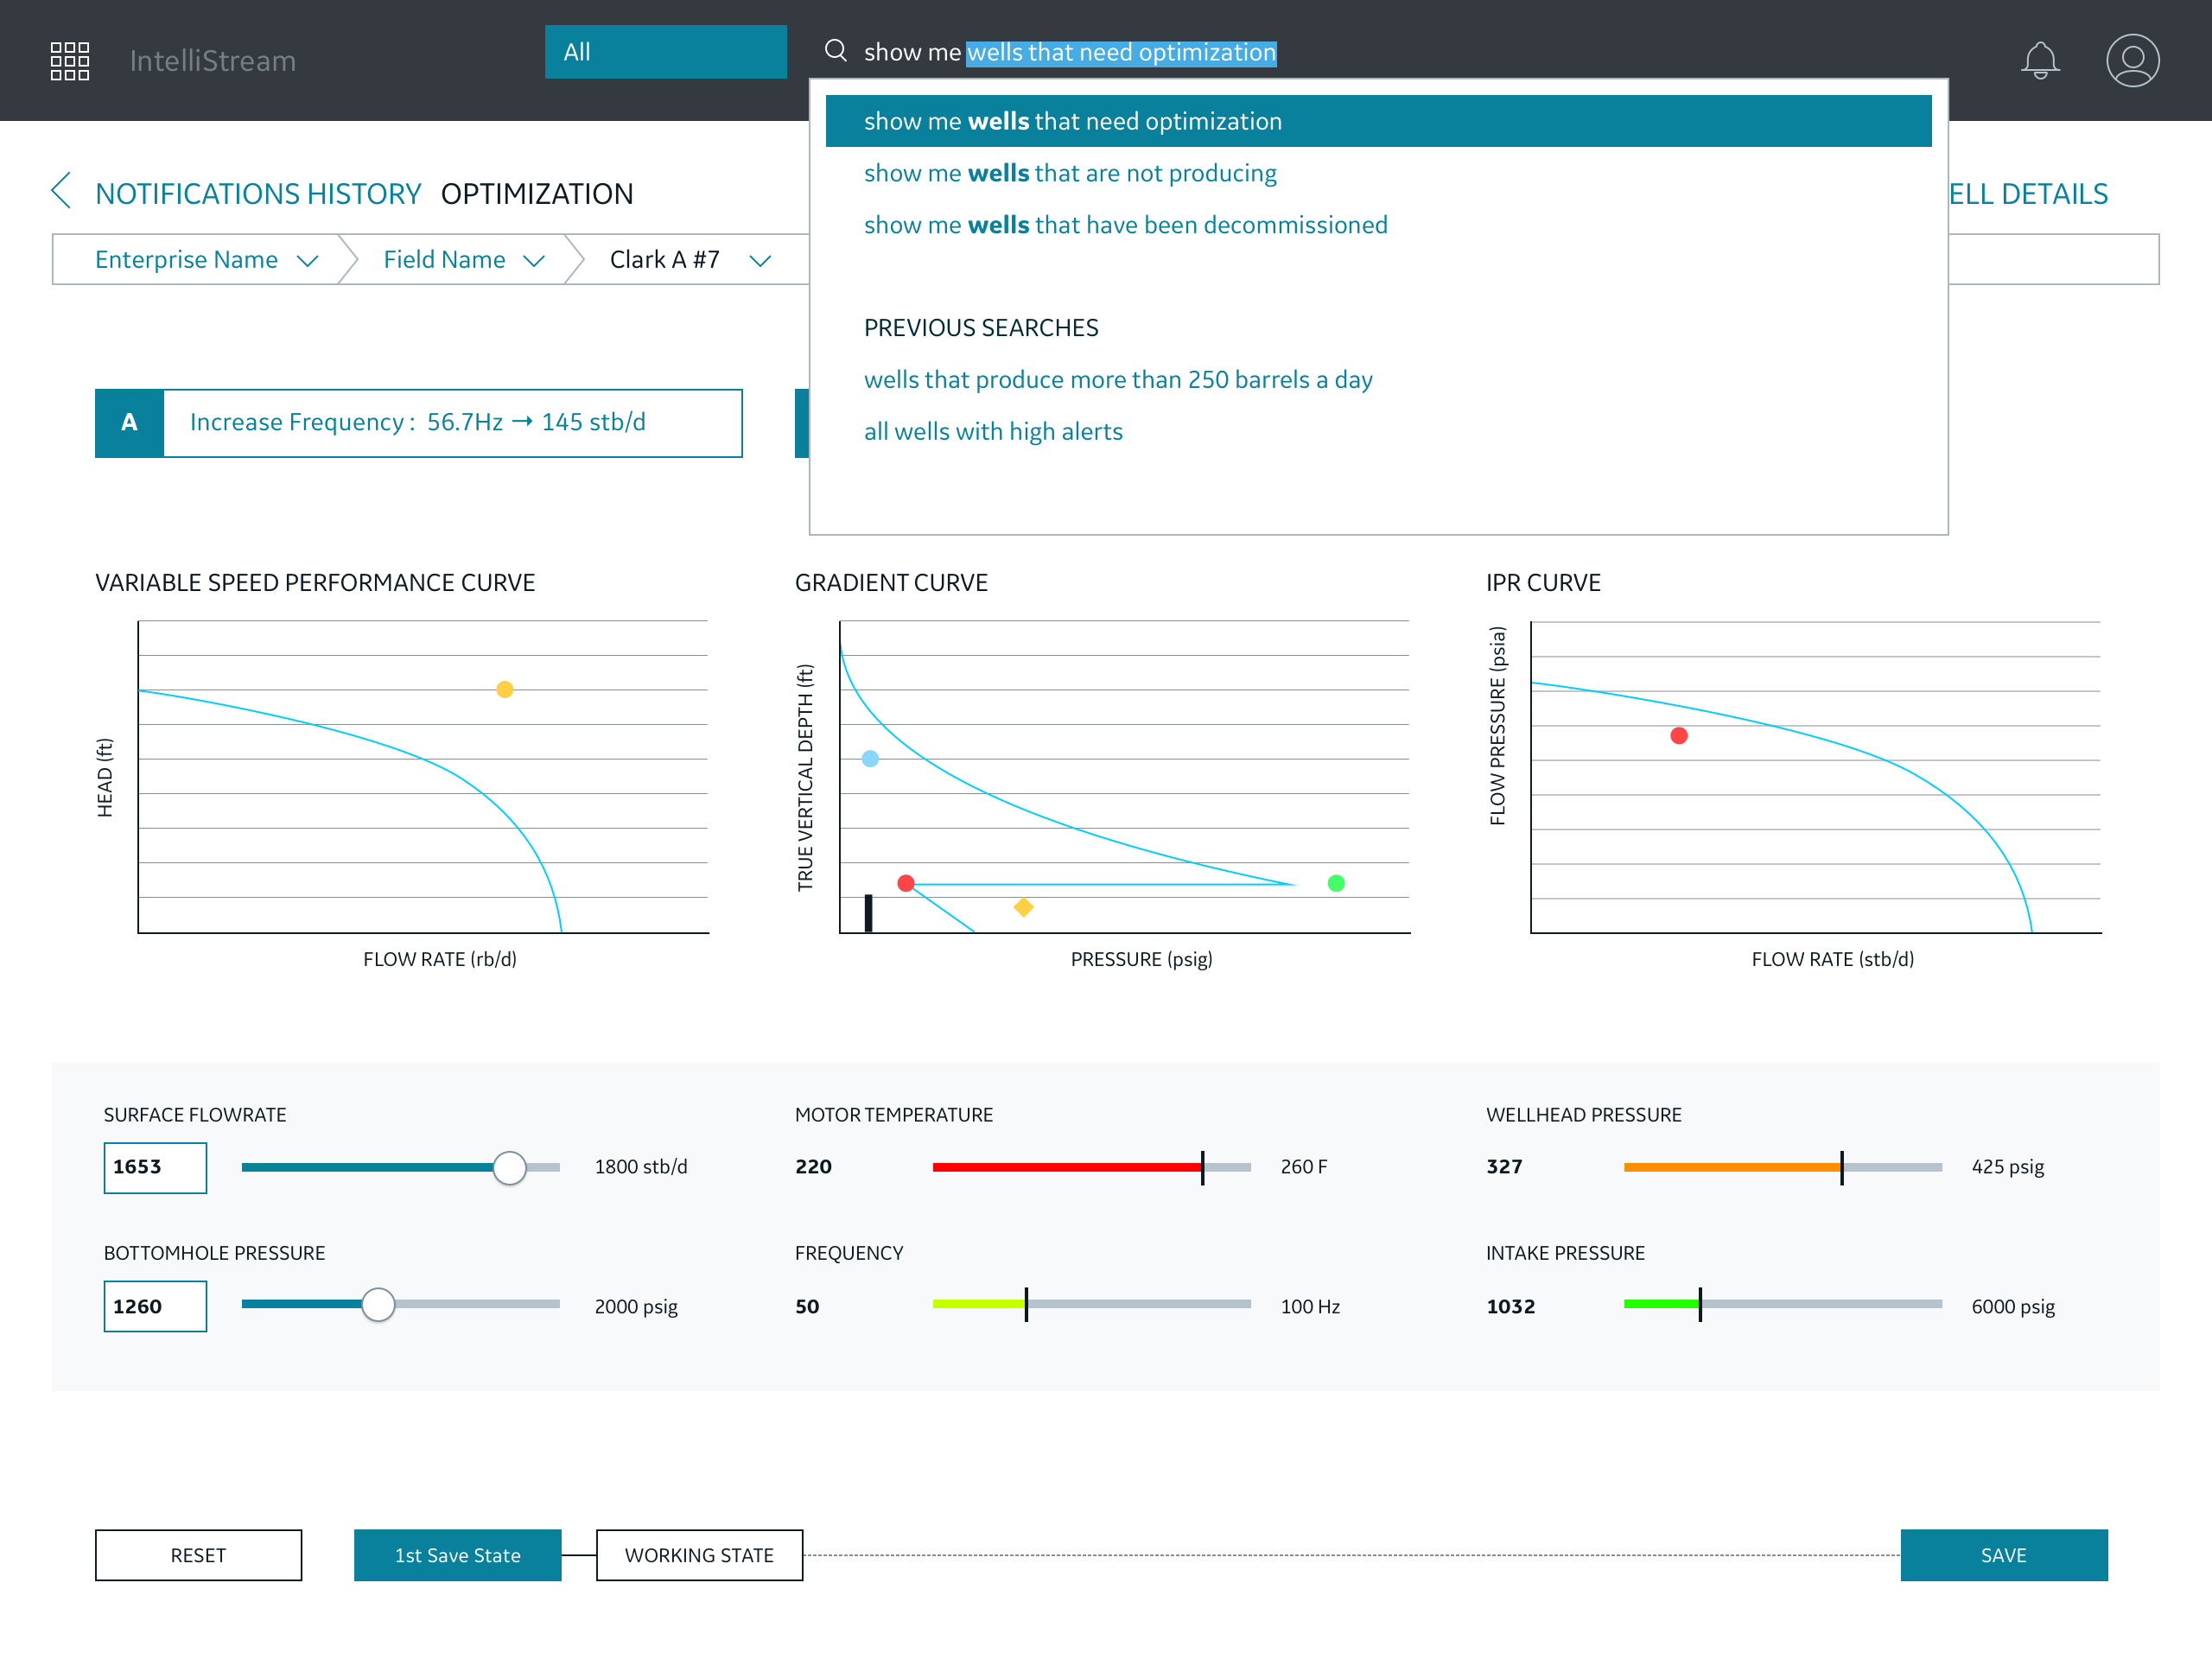 IntelliStream
All
show me wells that need optimization
show me wells that need optimization
show me wells that are not producing
show me wells that have been decommissioned
PREVIOUS SEARCHES
wells that produce more than 250 barrels a day
all wells with high alerts
NOTIFICATIONS HISTORY OPTIMIZATION
ELL DETAILS
Enterprise Name Field Name Clark A #7
A Increase Frequency : 56.7Hz → 145 stb/d
VARIABLE SPEED PERFORMANCE CURVE
HEAD (ft)
FLOW RATE (rb/d)
GRADIENT CURVE
TRUE VERTICAL DEPTH (ft)
PRESSURE (psig)
IPR CURVE
FLOW PRESSURE (psia)
FLOW RATE (stb/d)
SURFACE FLOWRATE
1653 1800 stb/d
MOTOR TEMPERATURE
220 260 F
WELLHEAD PRESSURE
327 425 psig
BOTTOMHOLE PRESSURE
1260 2000 psig
FREQUENCY
50 100 Hz
INTAKE PRESSURE
1032 6000 psig
RESET
1st Save State
WORKING STATE
SAVE